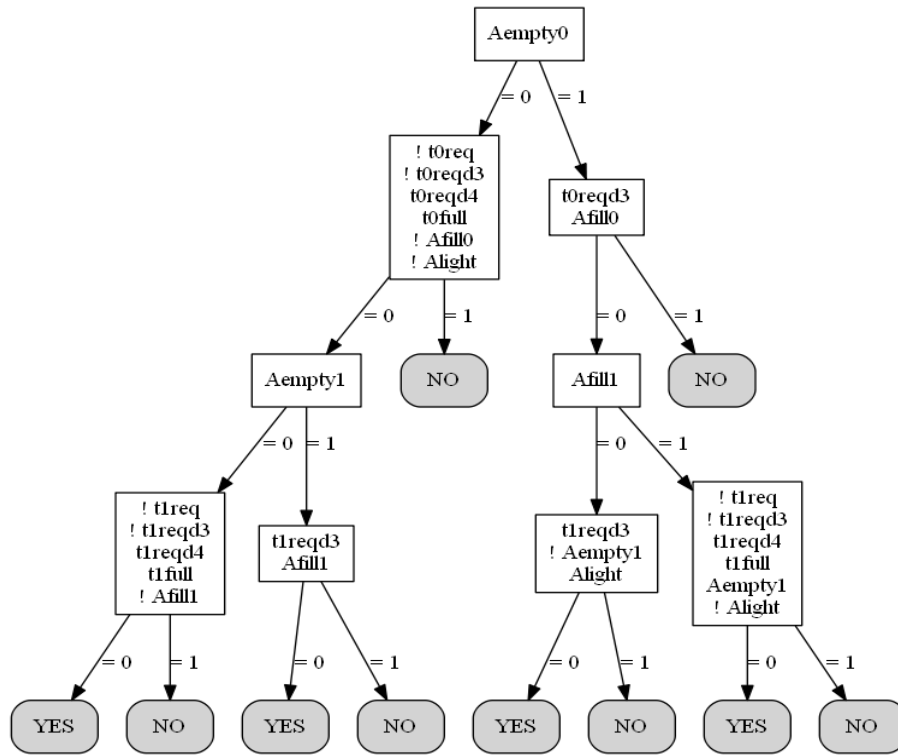 Aempty0
= 0
= 1
! t0req
! t0reqd3
t0reqd4
t0full
! Afill0
! Alight
t0reqd3
Afill0
= 0
= 1
= 0
= 1
Aempty1
NO
Afill1
NO
= 0
= 1
= 0
= 1
! t1req
! t1reqd3
t1reqd4
t1full
! Afill1
t1reqd3
Afill1
t1reqd3
! Aempty1
Alight
! t1req
! t1reqd3
t1reqd4
t1full
Aempty1
! Alight
= 0
= 1
= 0
= 1
= 0
= 1
= 0
= 1
YES
NO
YES
NO
YES
NO
YES
NO